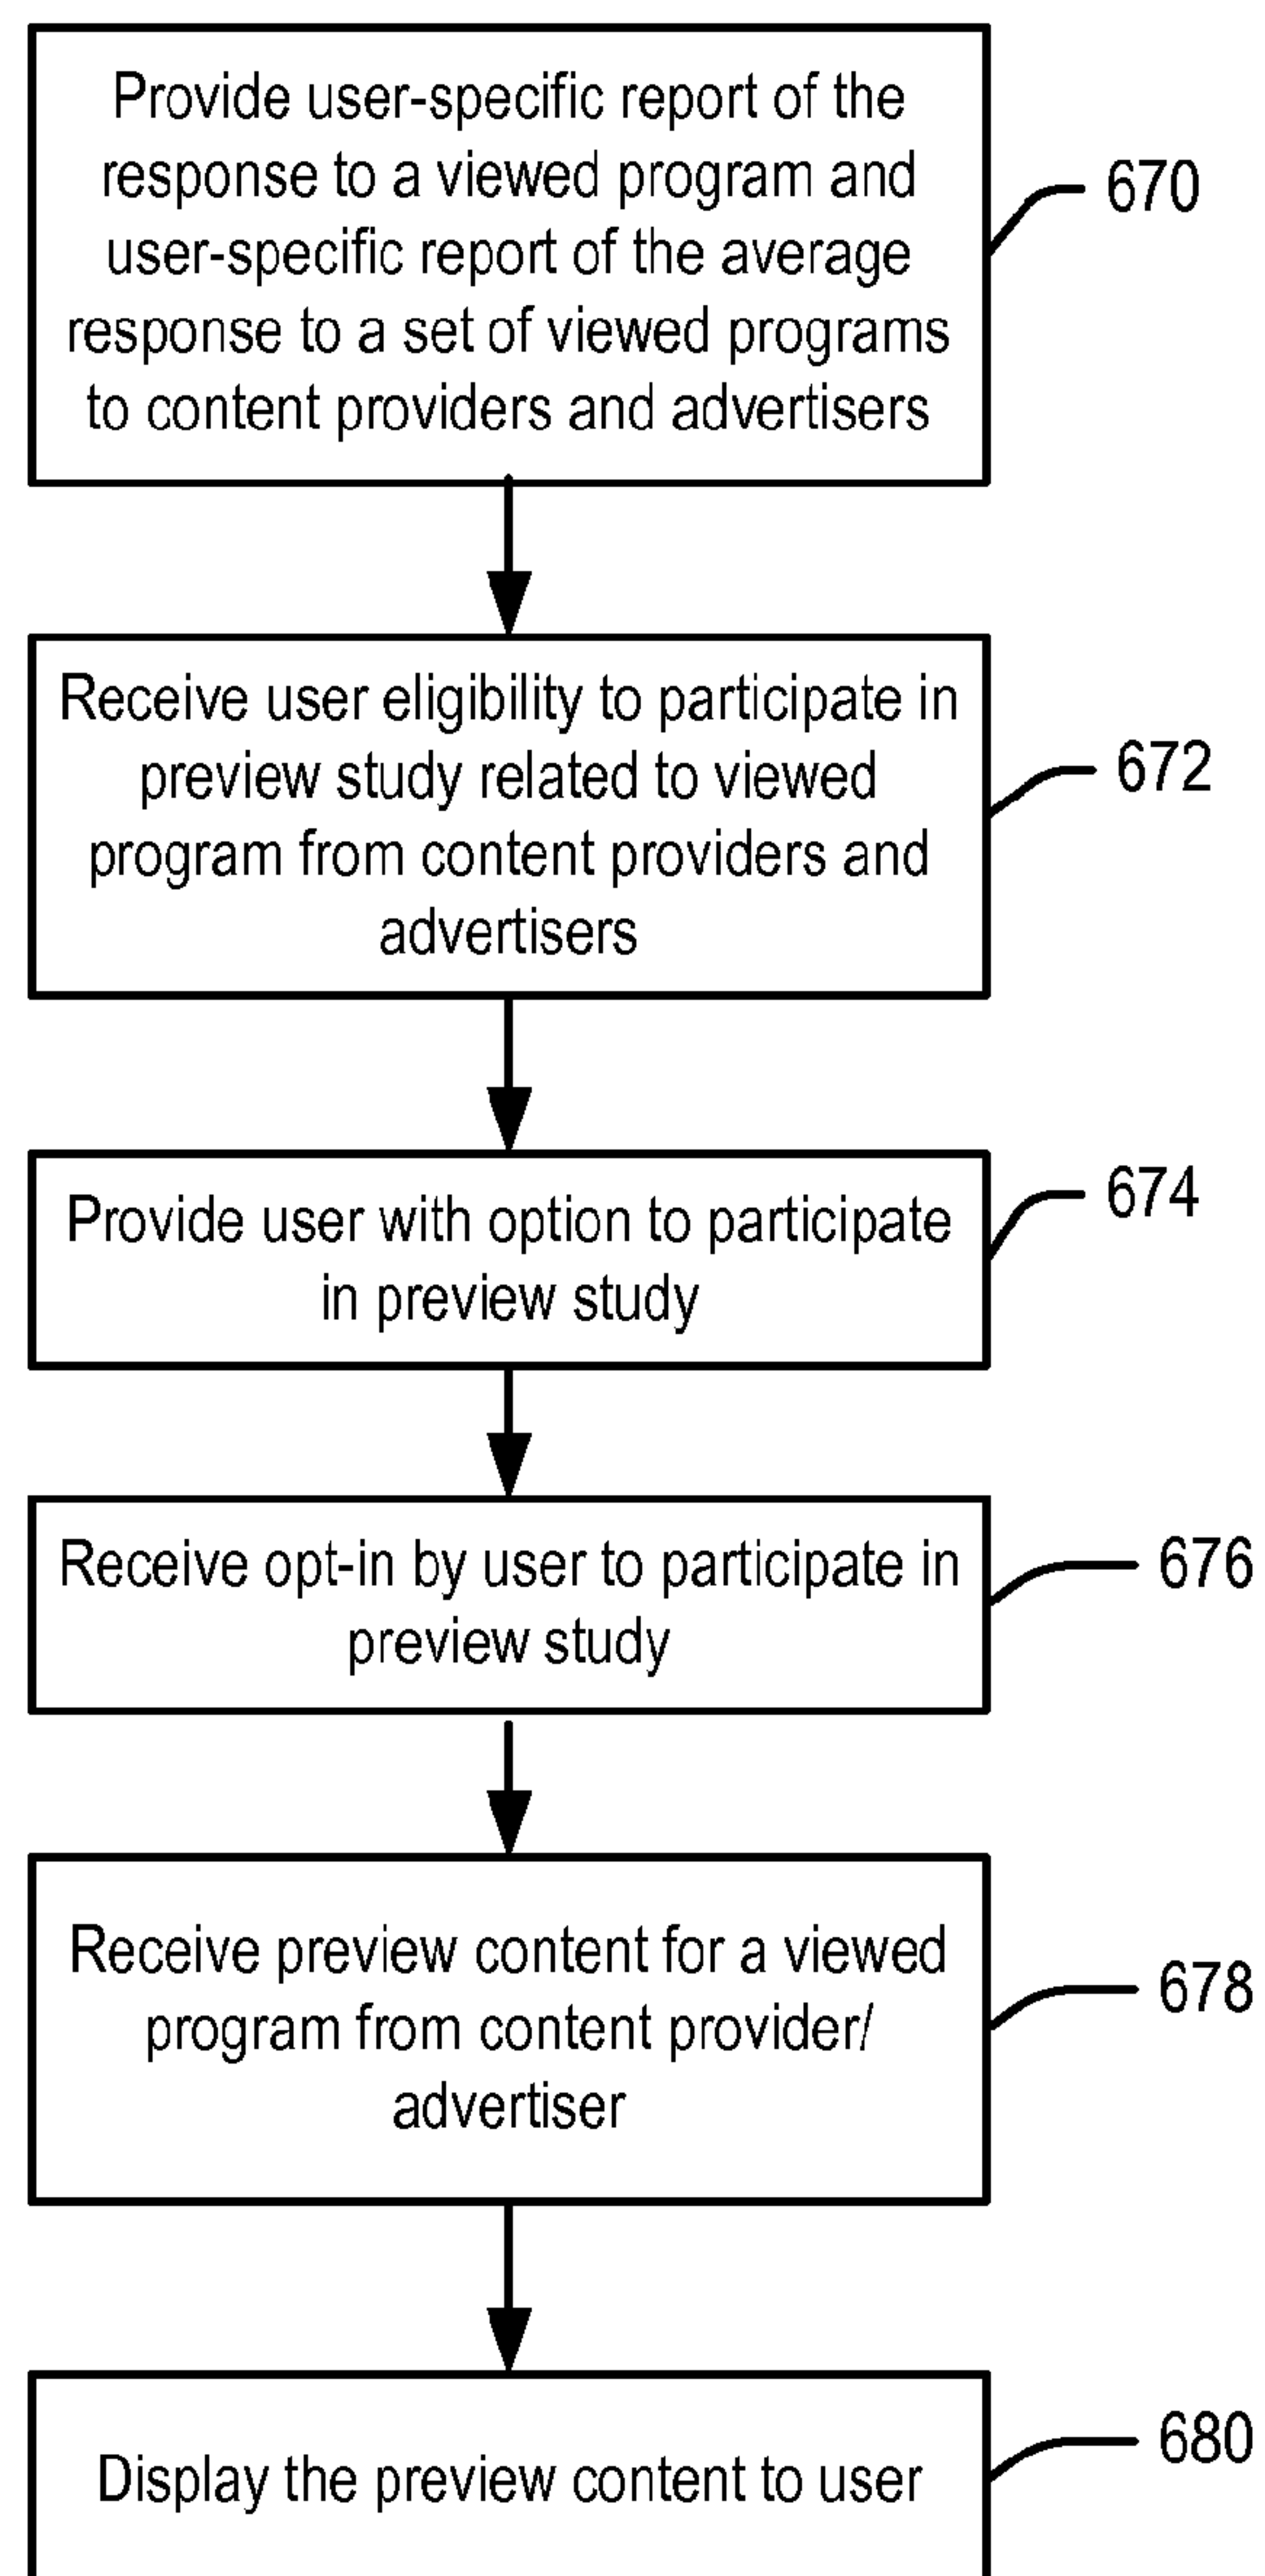 Provide user-specific report of the
response to a viewed program and
user-specific report of the average
response to a set of viewed programs
to content providers and advertisers
670
Receive user eligibility to participate in
preview study related to viewed
program from content providers and
advertisers
672
Provide user with option to participate
in preview study
674
Receive opt-in by user to participate in
preview study
676
Receive preview content for a viewed
program from content provider/
advertiser
678
Display the preview content to user
680